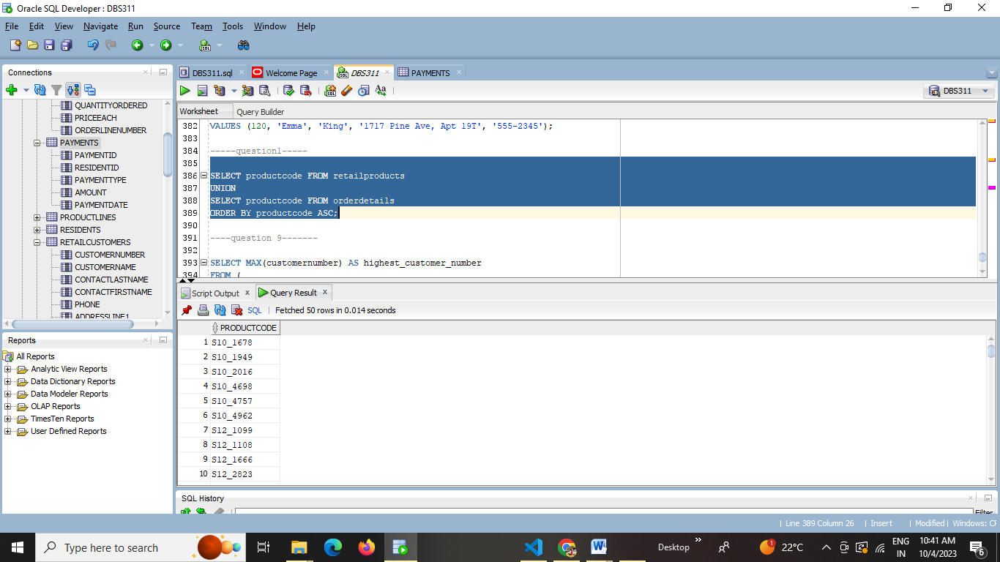 Oracle SQL Developer : DBS311
File Edit View Navigate Run Source Team Tools Window Help
Connections
QUANTITYORDERED
PRICEEACH
ORDERLINENUMBER
PAYMENTS
PAYMENTID
RESIDENTID
PAYMENTTYPE
AMOUNT
PAYMENTDATE
PRODUCTLINES
RESIDENTS
RETAILCUSTOMERS
CUSTOMERNUMBER
CUSTOMERNAME
CONTACTLASTNAME
CONTACTFIRSTNAME
PHONE
ADDRESSLINE1
Reports
All Reports
Analytic View Reports
Data Dictionary Reports
Data Modeler Reports
OLAP Reports
TimesTen Reports
User Defined Reports
DBS311.sql Welcome Page DBS311 PAYMENTS
DBS311
Worksheet Query Builder
382 VALUES (120, 'Emma', 'King', '1717 Pine Ave, Apt 19T', '555-2345');
383
384 -----question1-----
385
386 SELECT productcode FROM retailproducts
387 UNION
388 SELECT productcode FROM orderdetails
389 ORDER BY productcode ASC;
390
391 ----question 9-------
392
393 SELECT MAX(customernumber) AS highest_customer_number
394 FROM (
Script Output x Query Result x
SQL | Fetched 50 rows in 0.014 seconds
PRODUCTCODE
1 S10_1678
2 S10_1949
3 S10_2016
4 S10_4698
5 S10_4757
6 S10_4962
7 S12_1099
8 S12_1108
9 S12_1666
10 S12_2823
SQL History
Filter
| Line 389 Column 26 | Insert | Modified | Windows: CF
Type here to search
Desktop
1
22°C
ENG
IN
10:41 AM
10/4/2023
6